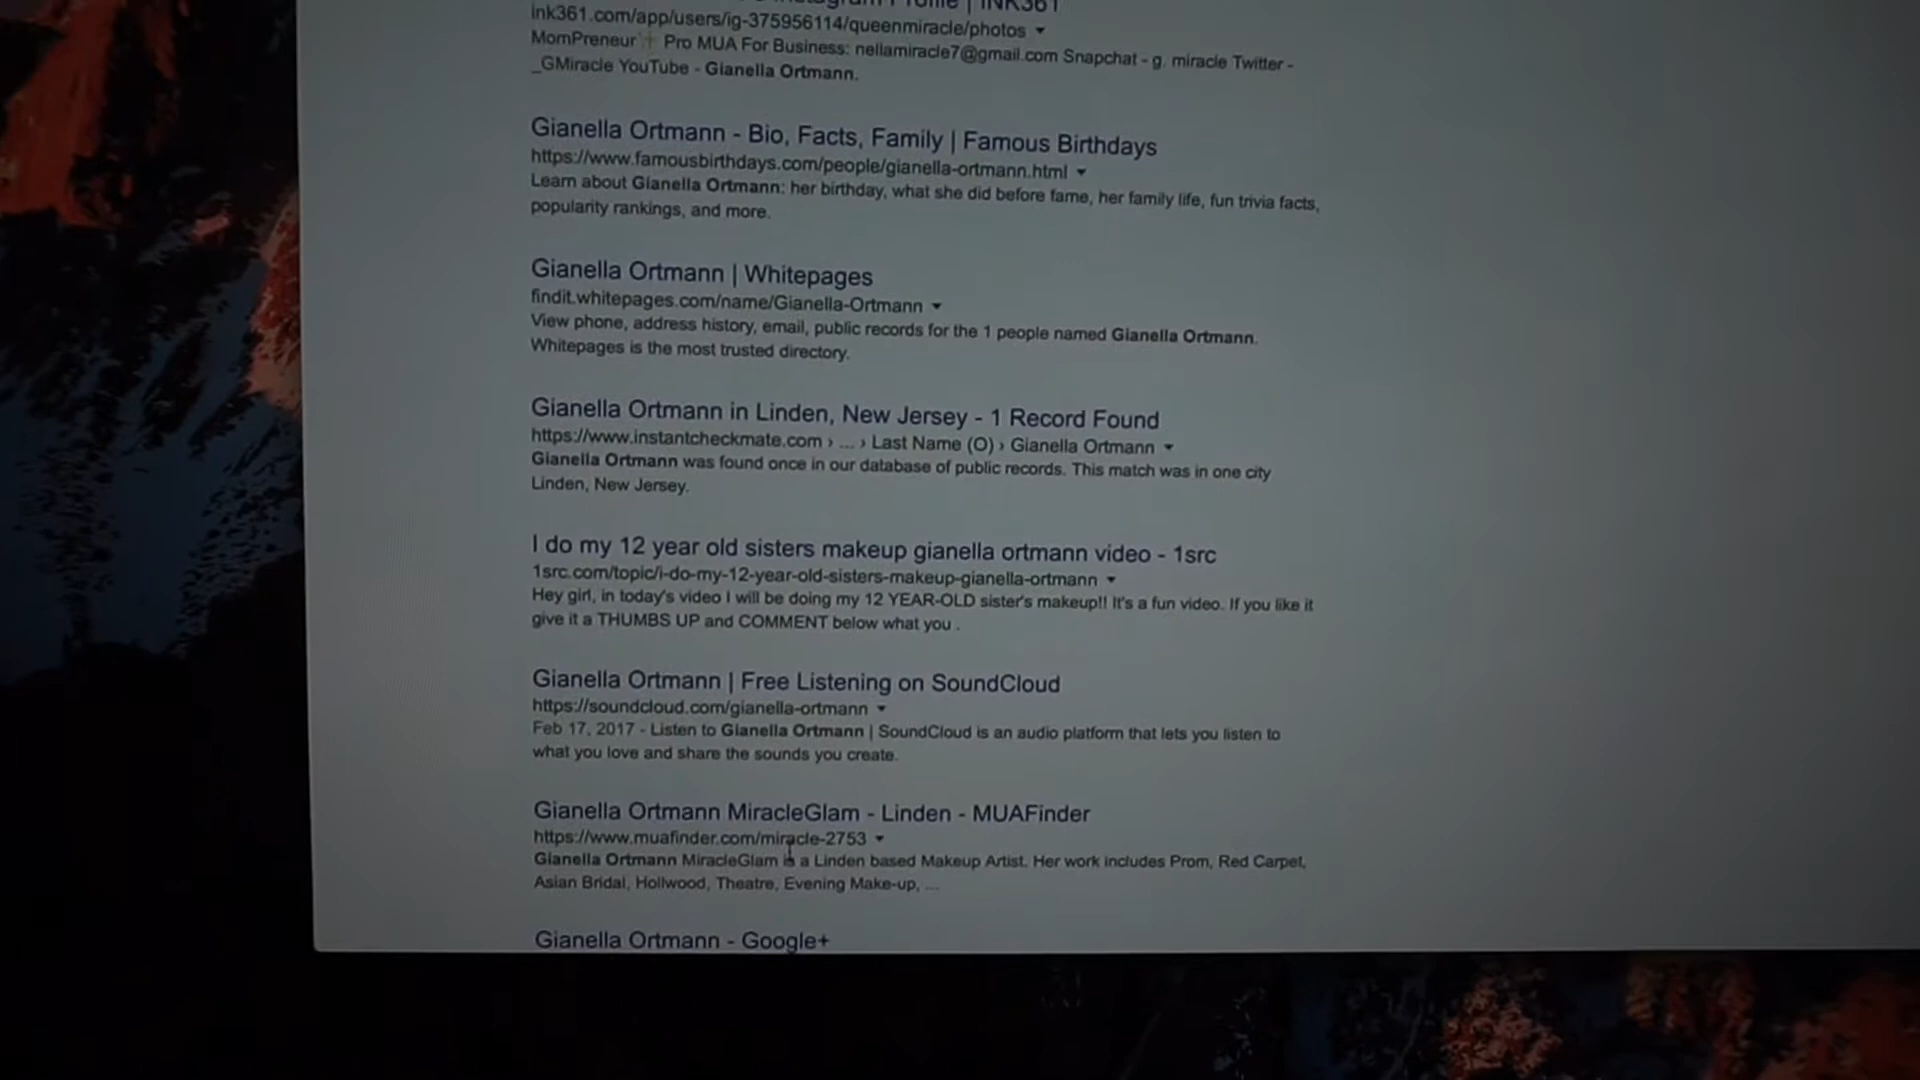 Instagram Profile | INK361
ink361.com/app/users/ig-375956114/queenmiracle/photos
MomPreneur Pro MUA For Business: nellamiracle7@gmail.com Snapchat - g. miracle Twitter -
_GMiracle YouTube - Gianella Ortmann.
Gianella Ortmann - Bio, Facts, Family | Famous Birthdays
https://www.famousbirthdays.com/people/gianella-ortmann.html
Learn about Gianella Ortmann: her birthday, what she did before fame, her family life, fun trivia facts,
popularity rankings, and more.
Gianella Ortmann | Whitepages
findit.whitepages.com/name/Gianella-Ortmann
View phone, address history, email, public records for the 1 people named Gianella Ortmann.
Whitepages is the most trusted directory.
Gianella Ortmann in Linden, New Jersey - 1 Record Found
https://www.instantcheckmate.com › ... › Last Name (O) › Gianella Ortmann
Gianella Ortmann was found once in our database of public records. This match was in one city
Linden, New Jersey.
I do my 12 year old sisters makeup gianella ortmann video - 1src
1src.com/topic/i-do-my-12-year-old-sisters-makeup-gianella-ortmann
Hey girl, in today's video I will be doing my 12 YEAR-OLD sister's makeup!! It's a fun video. If you like it
give it a THUMBS UP and COMMENT below what you .
Gianella Ortmann | Free Listening on SoundCloud
https://soundcloud.com/gianella-ortmann
Feb 17, 2017 - Listen to Gianella Ortmann | SoundCloud is an audio platform that lets you listen to
what you love and share the sounds you create.
Gianella Ortmann MiracleGlam - Linden - MUAFinder
https://www.muafinder.com/miracle-2753
Gianella Ortmann MiracleGlam is a Linden based Makeup Artist. Her work includes Prom, Red Carpet,
Asian Bridal, Hollwood, Theatre, Evening Make-up, ...
Gianella Ortmann - Google+